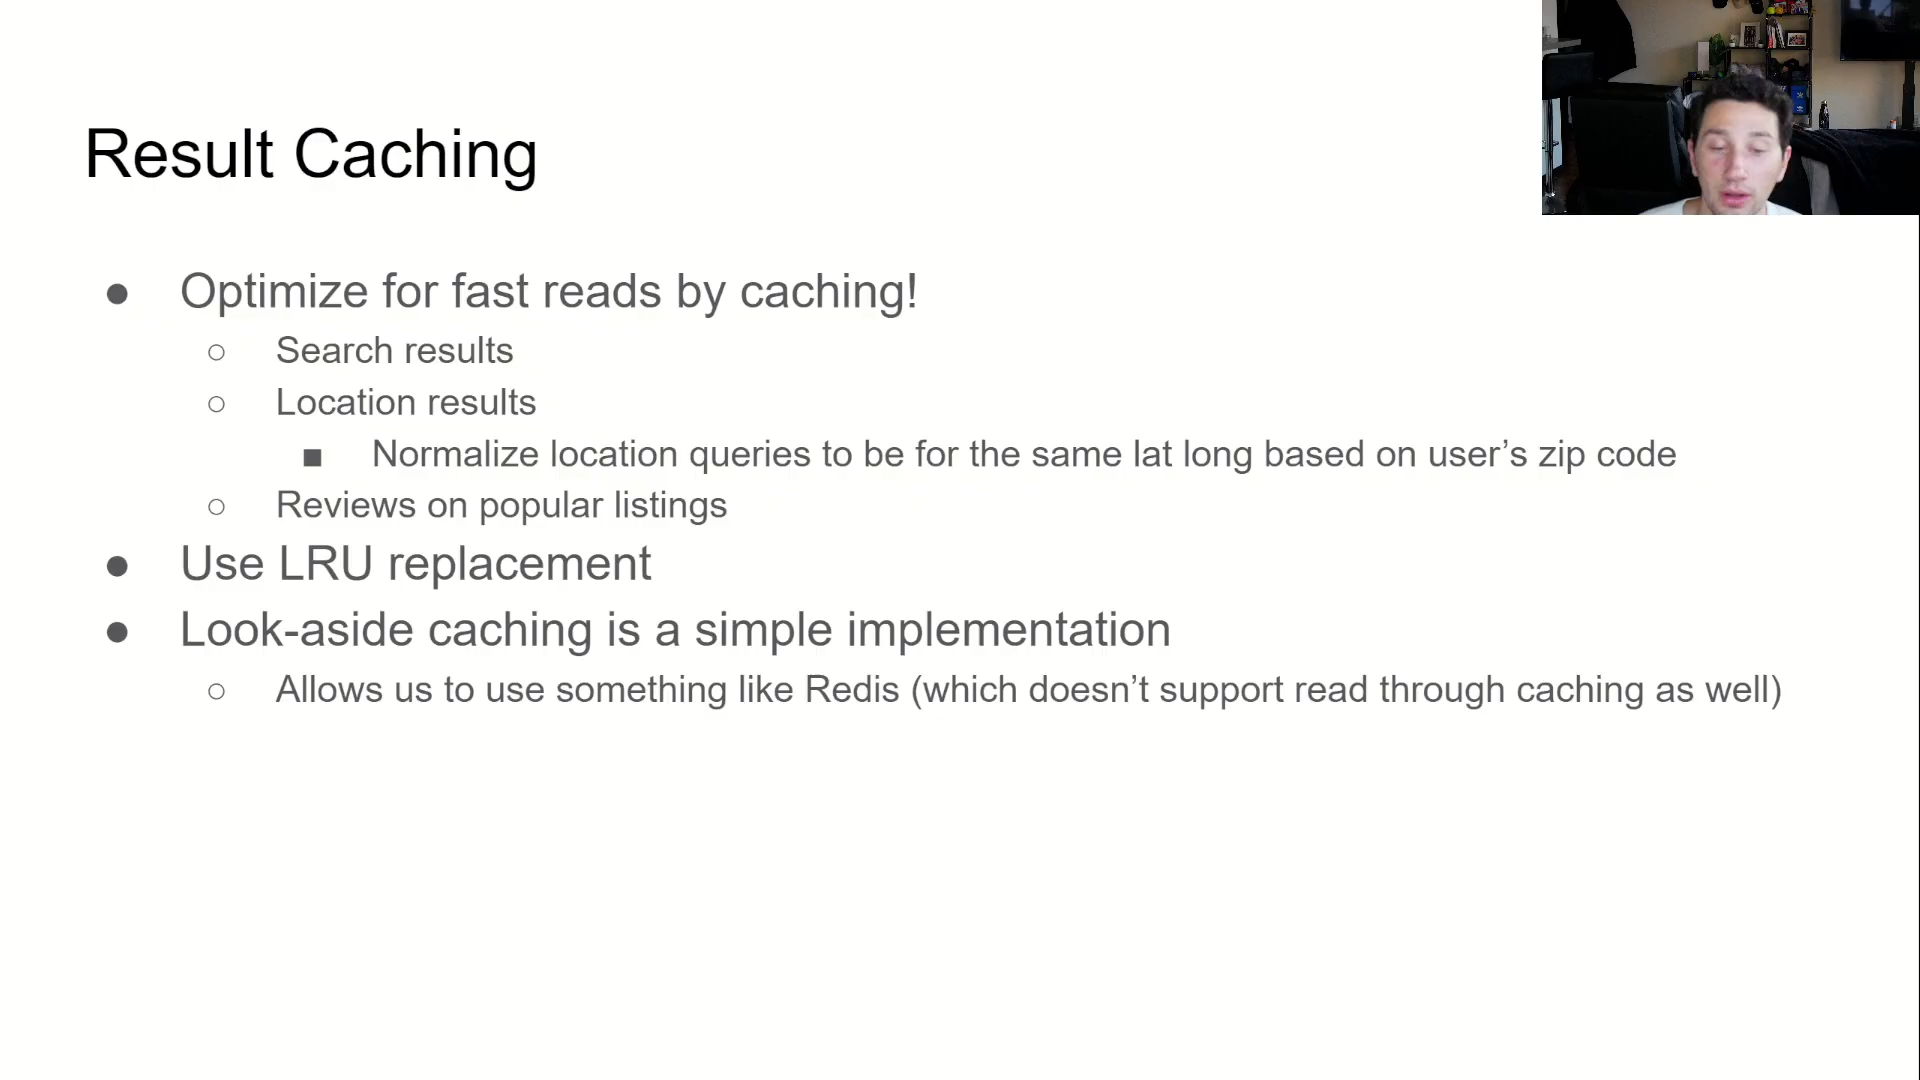 Result Caching
● Optimize for fast reads by caching!
○ Search results
○ Location results
■ Normalize location queries to be for the same lat long based on user’s zip code
○ Reviews on popular listings
● Use LRU replacement
● Look-aside caching is a simple implementation
○ Allows us to use something like Redis (which doesn’t support read through caching as well)